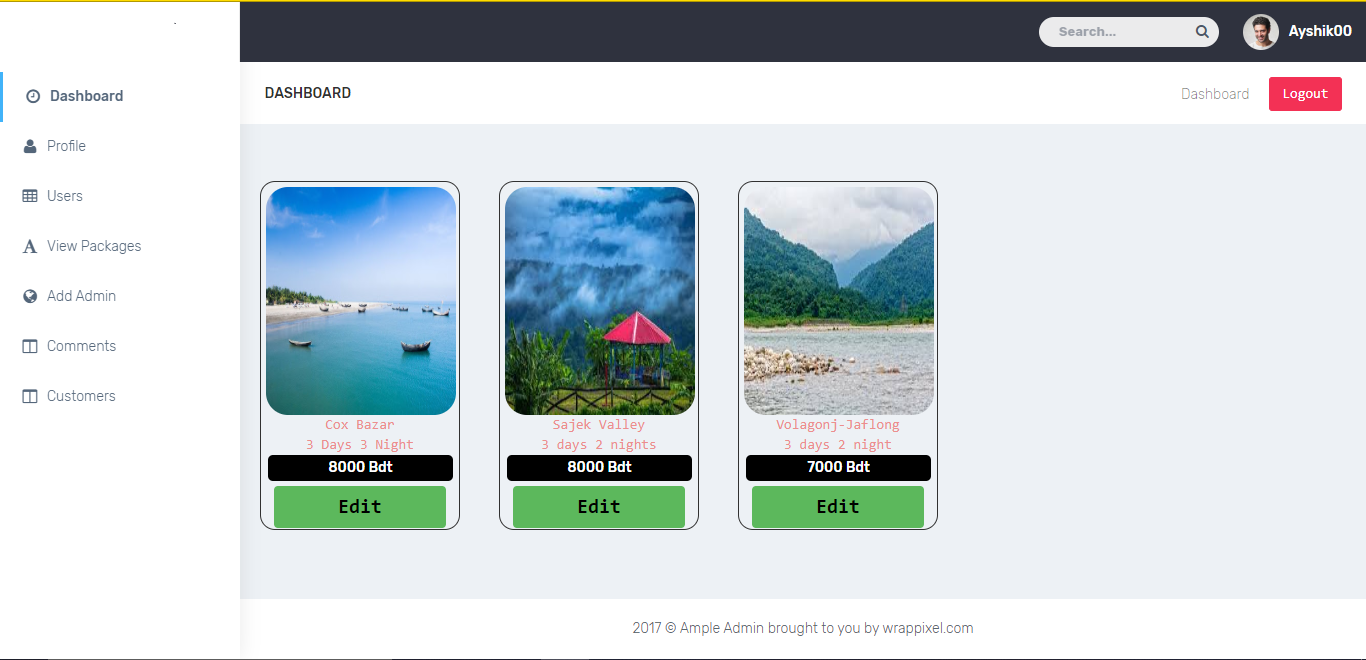 Search...
Ayshik00
Dashboard
Profile
Users
View Packages
Add Admin
Comments
Customers
DASHBOARD
Dashboard
Logout
Cox Bazar
3 Days 3 Night
8000 Bdt
Edit
Sajek Valley
3 days 2 nights
8000 Bdt
Edit
Volagonj-Jaflong
3 days 2 night
7000 Bdt
Edit
2017 © Ample Admin brought to you by wrappixel.com